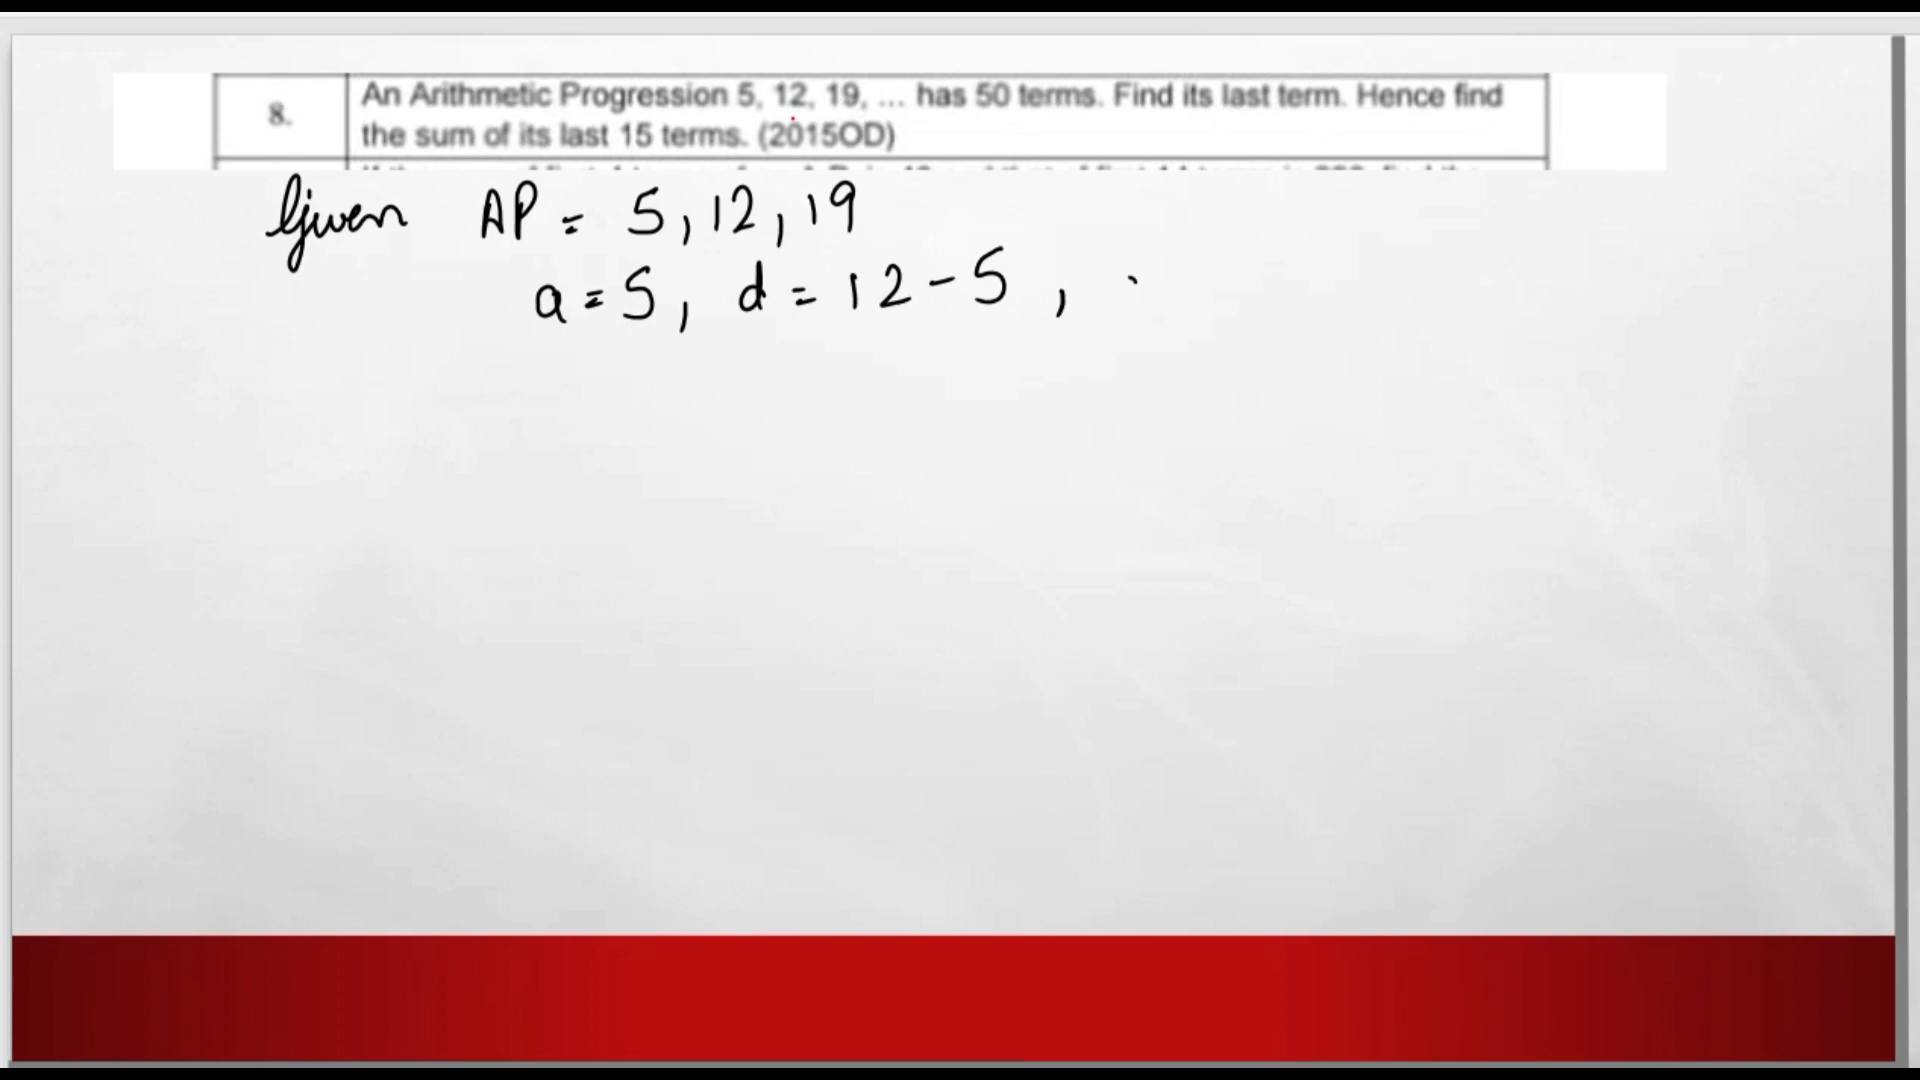 8.
An Arithmetic Progression 5, 12, 19, ... has 50 terms. Find its last term. Hence find
the sum of its last 15 terms. (2015OD)
Given AP = 5, 12, 19
a = 5, d = 12 - 5 ,